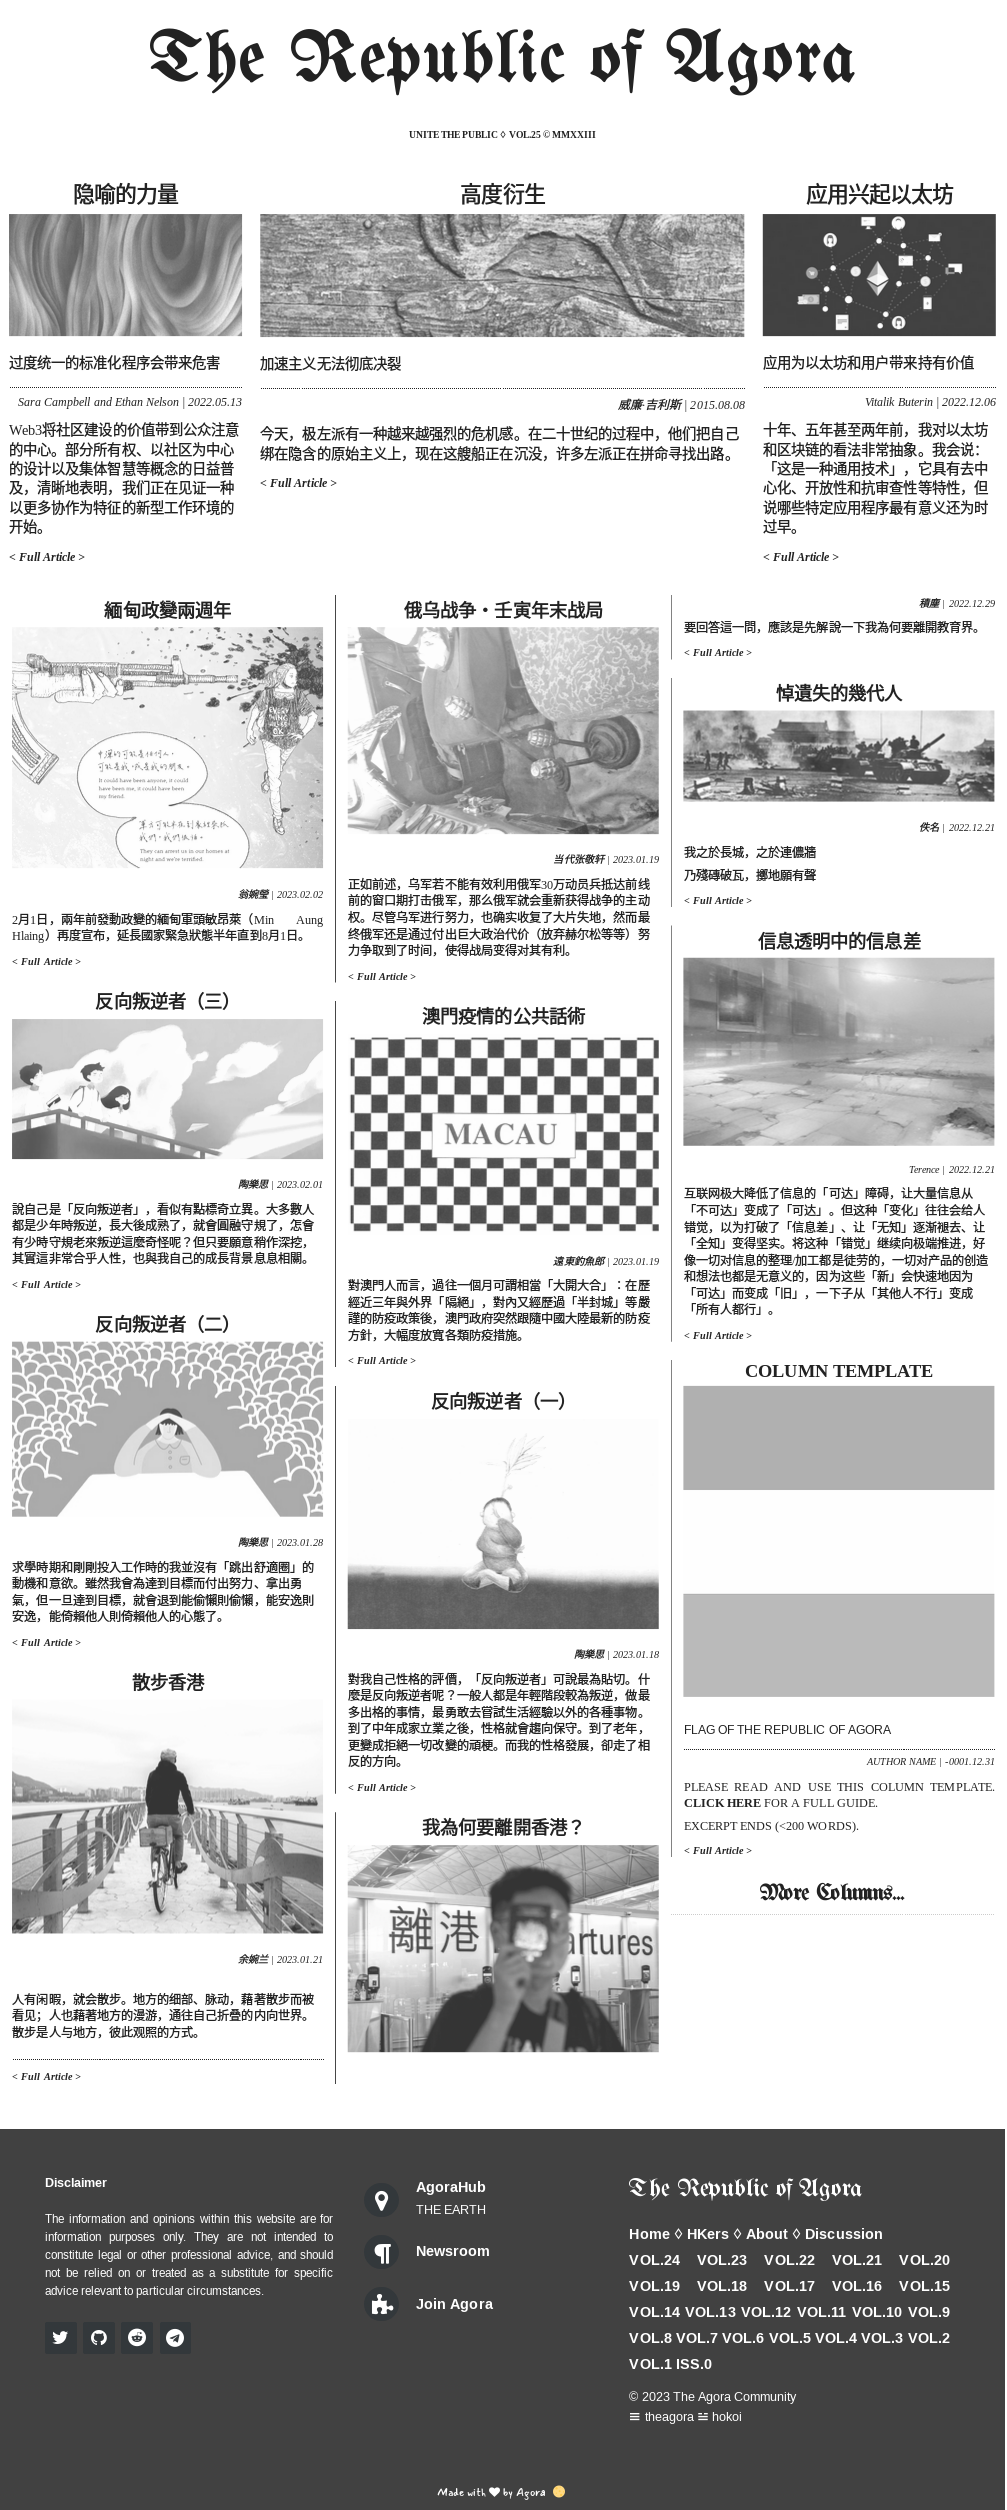 The Republic of Agora
UNITE THE PUBLIC ◊ VOL.25 © MMXXIII
隐喻的力量
过度统一的标准化程序会带来危害
Sara Campbell and Ethan Nelson | 2022.05.13
Web3将社区建设的价值带到公众注意
的中心。部分所有权、以社区为中心
的设计以及集体智慧等概念的日益普
及，清晰地表明，我们正在见证一种
以更多协作为特征的新型工作环境的
开始。
< Full Article >
高度衍生
加速主义无法彻底决裂
威廉·吉利斯 | 2015.08.08
今天，极左派有一种越来越强烈的危机感。在二十世纪的过程中，他们把自己
绑在隐含的原始主义上，现在这艘船正在沉没，许多左派正在拼命寻找出路。
< Full Article >
应用兴起以太坊
应用为以太坊和用户带来持有价值
Vitalik Buterin | 2022.12.06
十年、五年甚至两年前，我对以太坊
和区块链的看法非常抽象。我会说：
「这是一种通用技术」，它具有去中
心化、开放性和抗审查性等特性，但
说哪些特定应用程序最有意义还为时
过早。
< Full Article >
緬甸政變兩週年
EVERY
THING
It could have been anyone, it could
have been me, it could have been
my friend.
They can arrest us in our homes at
night and we're terrified.
翁婉瑩 | 2023.02.02
2月1日，兩年前發動政變的緬甸軍頭敏昂萊（Min Aung
Hlaing）再度宣布，延長國家緊急狀態半年直到8月1日。
< Full Article >
反向叛逆者（三）
陶樂思 | 2023.02.01
說自己是「反向叛逆者」，看似有點標奇立異。大多數人
都是少年時叛逆，長大後成熟了，就會圓融守規了，怎會
有少時守規老來叛逆這麼奇怪呢？但只要願意稍作深挖，
其實這非常合乎人性，也與我自己的成長背景息息相關。
< Full Article >
反向叛逆者（二）
陶樂思 | 2023.01.28
求學時期和剛剛投入工作時的我並沒有「跳出舒適圈」的
動機和意欲。雖然我會為達到目標而付出努力、拿出勇
氣，但一旦達到目標，就會退到能偷懶則偷懶，能安逸則
安逸，能倚賴他人則倚賴他人的心態了。
< Full Article >
散步香港
余婉兰 | 2023.01.21
人有闲暇，就会散步。地方的细部、脉动，藉著散步而被
看见；人也藉著地方的漫游，通往自己折叠的内向世界。
散步是人与地方，彼此观照的方式。
< Full Article >
俄乌战争・壬寅年末战局
当代张敬轩 | 2023.01.19
正如前述，乌军若不能有效利用俄军30万动员兵抵达前线
前的窗口期打击俄军，那么俄军就会重新获得战争的主动
权。尽管乌军进行努力，也确实收复了大片失地，然而最
终俄军还是通过付出巨大政治代价（放弃赫尔松等等）努
力争取到了时间，使得战局变得对其有利。
< Full Article >
澳門疫情的公共話術
MACAU
遠東釣魚郎 | 2023.01.19
對澳門人而言，過往一個月可謂相當「大開大合」：在歷
經近三年與外界「隔絕」，對內又經歷過「半封城」等嚴
謹的防疫政策後，澳門政府突然跟隨中國大陸最新的防疫
方針，大幅度放寬各類防疫措施。
< Full Article >
反向叛逆者（一）
陶樂思 | 2023.01.18
對我自己性格的評價，「反向叛逆者」可說最為貼切。什
麼是反向叛逆者呢？一般人都是年輕階段較為叛逆，做最
多出格的事情，最勇敢去嘗試生活經驗以外的各種事物。
到了中年成家立業之後，性格就會趨向保守。到了老年，
更變成拒絕一切改變的頑梗。而我的性格發展，卻走了相
反的方向。
< Full Article >
我為何要離開香港？
離港
artures
積塵 | 2022.12.29
要回答這一問，應該是先解說一下我為何要離開教育界。
< Full Article >
悼遺失的幾代人
佚名 | 2022.12.21
我之於長城，之於連儂牆
乃殘磚破瓦，擲地願有聲
< Full Article >
信息透明中的信息差
Terence | 2022.12.21
互联网极大降低了信息的「可达」障碍，让大量信息从
「不可达」变成了「可达」。但这种「变化」往往会给人
错觉，以为打破了「信息差」、让「无知」逐渐褪去、让
「全知」变得坚实。将这种「错觉」继续向极端推进，好
像一切对信息的整理/加工都是徒劳的，一切对产品的创造
和想法也都是无意义的，因为这些「新」会快速地因为
「可达」而变成「旧」，一下子从「其他人不行」变成
「所有人都行」。
< Full Article >
COLUMN TEMPLATE
FLAG OF THE REPUBLIC OF AGORA
AUTHOR NAME | -0001.12.31
PLEASE READ AND USE THIS COLUMN TEMPLATE.
CLICK HERE FOR A FULL GUIDE.
EXCERPT ENDS (<200 WORDS).
< Full Article >
More Columns...
Disclaimer
The information and opinions within this website are for
information purposes only. They are not intended to
constitute legal or other professional advice, and should
not be relied on or treated as a substitute for specific
advice relevant to particular circumstances.
AgoraHub
THE EARTH
Newsroom
Join Agora
The Republic of Agora
Home ◊ HKers ◊ About ◊ Discussion
VOL.24 VOL.23 VOL.22 VOL.21 VOL.20
VOL.19 VOL.18 VOL.17 VOL.16 VOL.15
VOL.14 VOL.13 VOL.12 VOL.11 VOL.10 VOL.9
VOL.8 VOL.7 VOL.6 VOL.5 VOL.4 VOL.3 VOL.2
VOL.1 ISS.0
© 2023 The Agora Community
𝌆 theagora 𝌡 hokoi
Made with ♥ by Agora